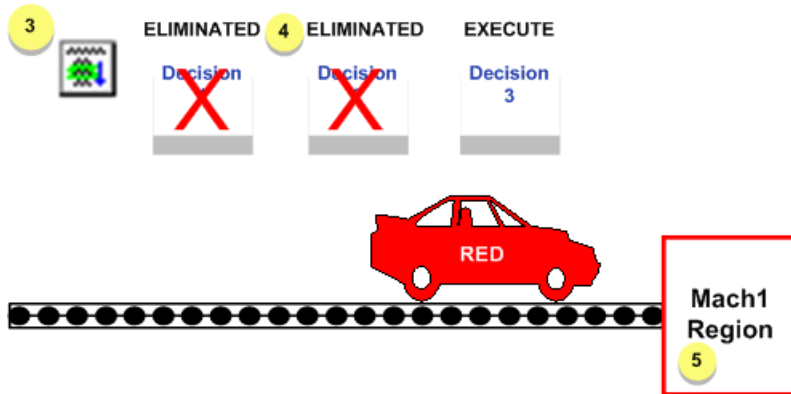 3
ELIMINATED
4
ELIMINATED
EXECUTE
Decision
Decision
Decision
3
RED
Mach1
Region
5